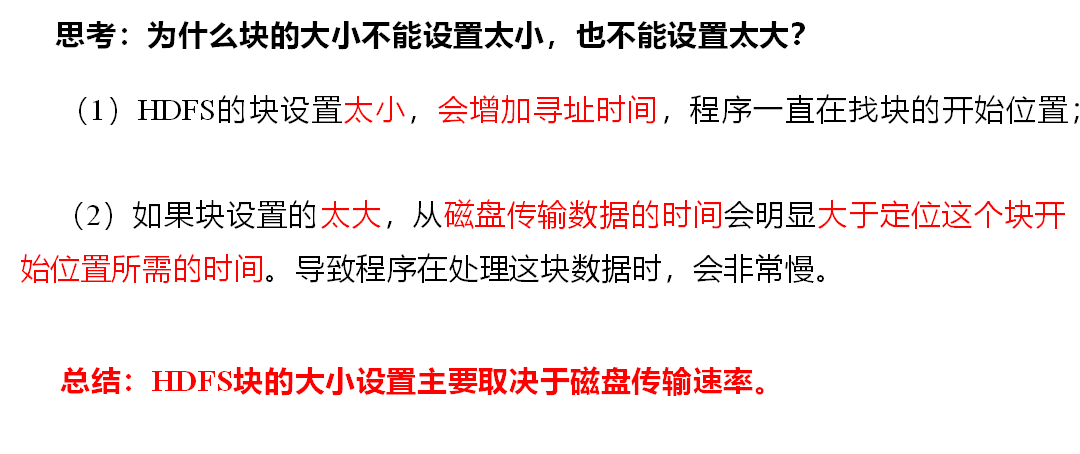 思考：为什么块的大小不能设置太小，也不能设置太大？
（1）HDFS的块设置太小，会增加寻址时间，程序一直在找块的开始位置；
（2）如果块设置的太大，从磁盘传输数据的时间会明显大于定位这个块开
始位置所需的时间。导致程序在处理这块数据时，会非常慢。
总结：HDFS块的大小设置主要取决于磁盘传输速率。